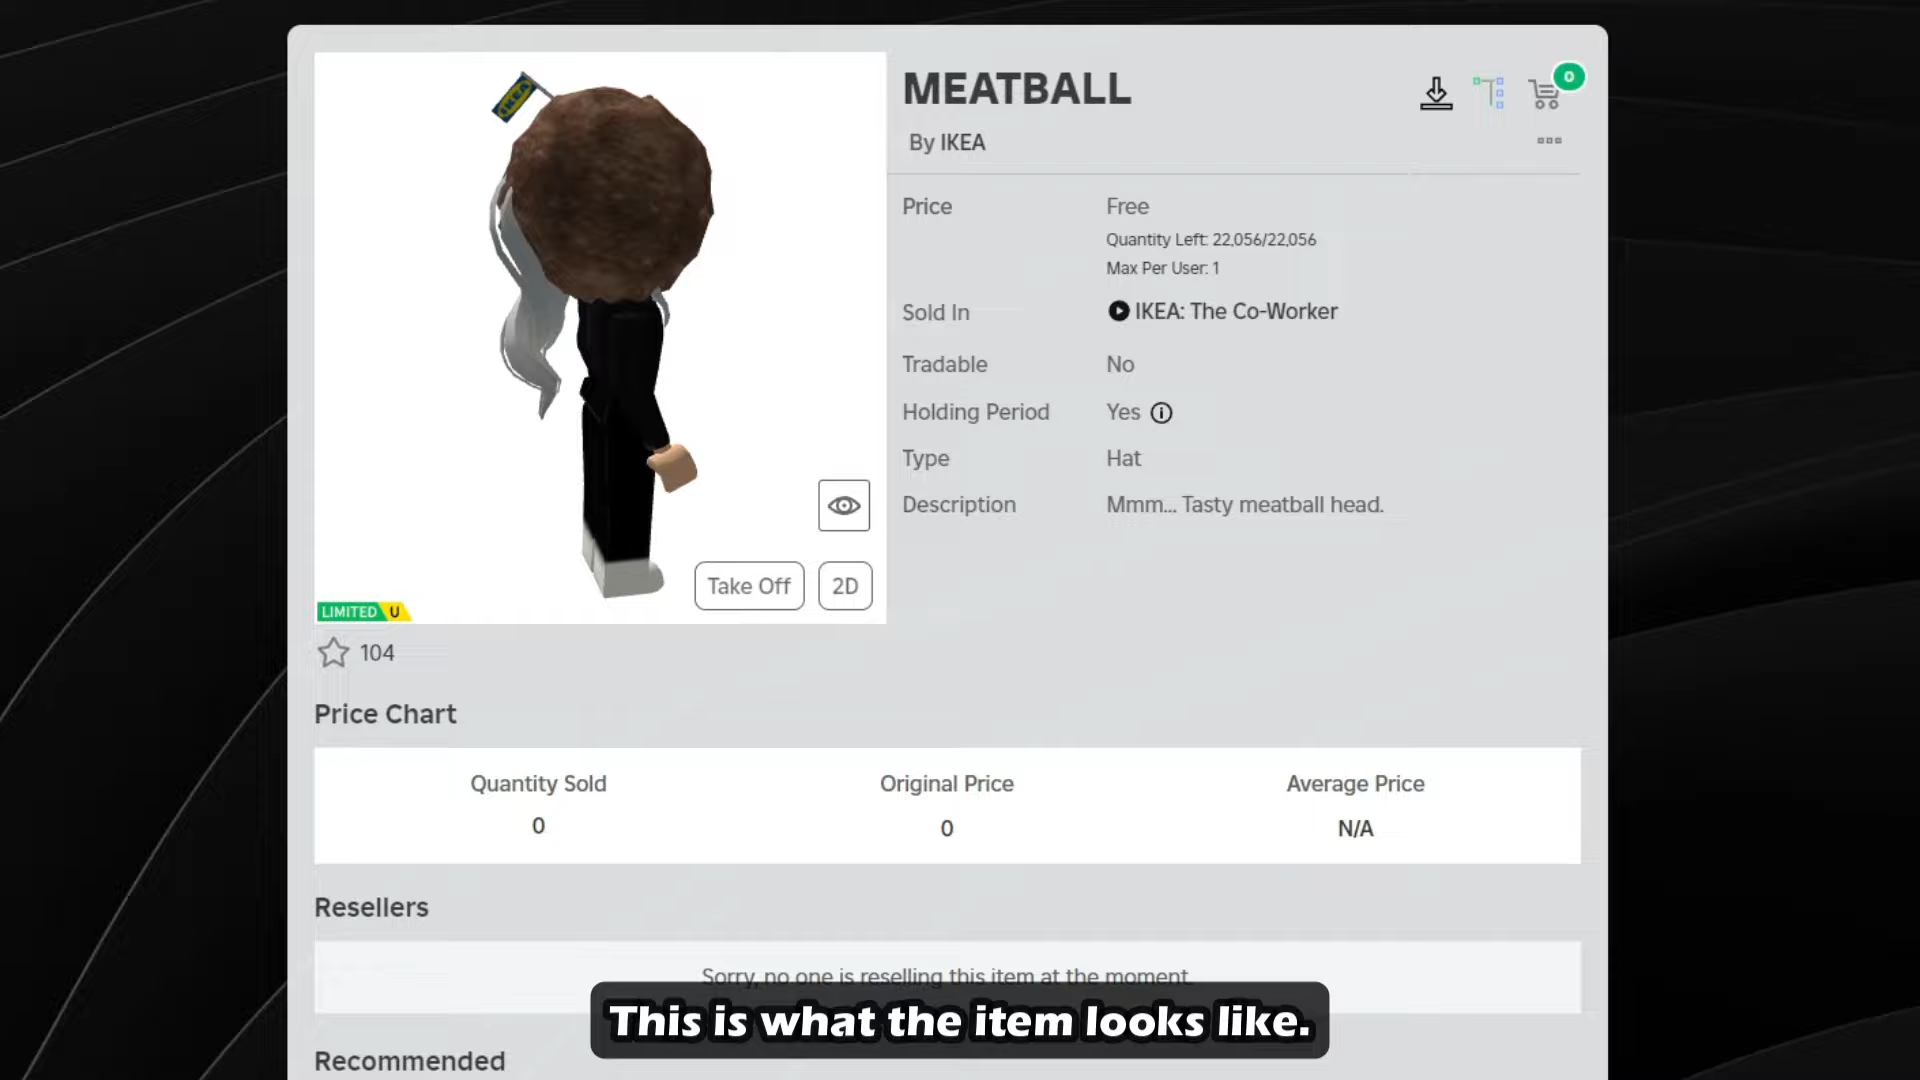 IKEA
MEATBALL
0
By IKEA
Price Free
Quantity Left: 22,056/22,056
Max Per User: 1
Sold In IKEA: The Co-Worker
Tradable No
Holding Period Yes
Type Hat
Description Mmm... Tasty meatball head.
Take Off 2D
LIMITED U
104
Price Chart
Quantity Sold Original Price Average Price
0 0 N/A
Resellers
Sorry, no one is reselling this item at the moment.
This is what the item looks like.
Recommended